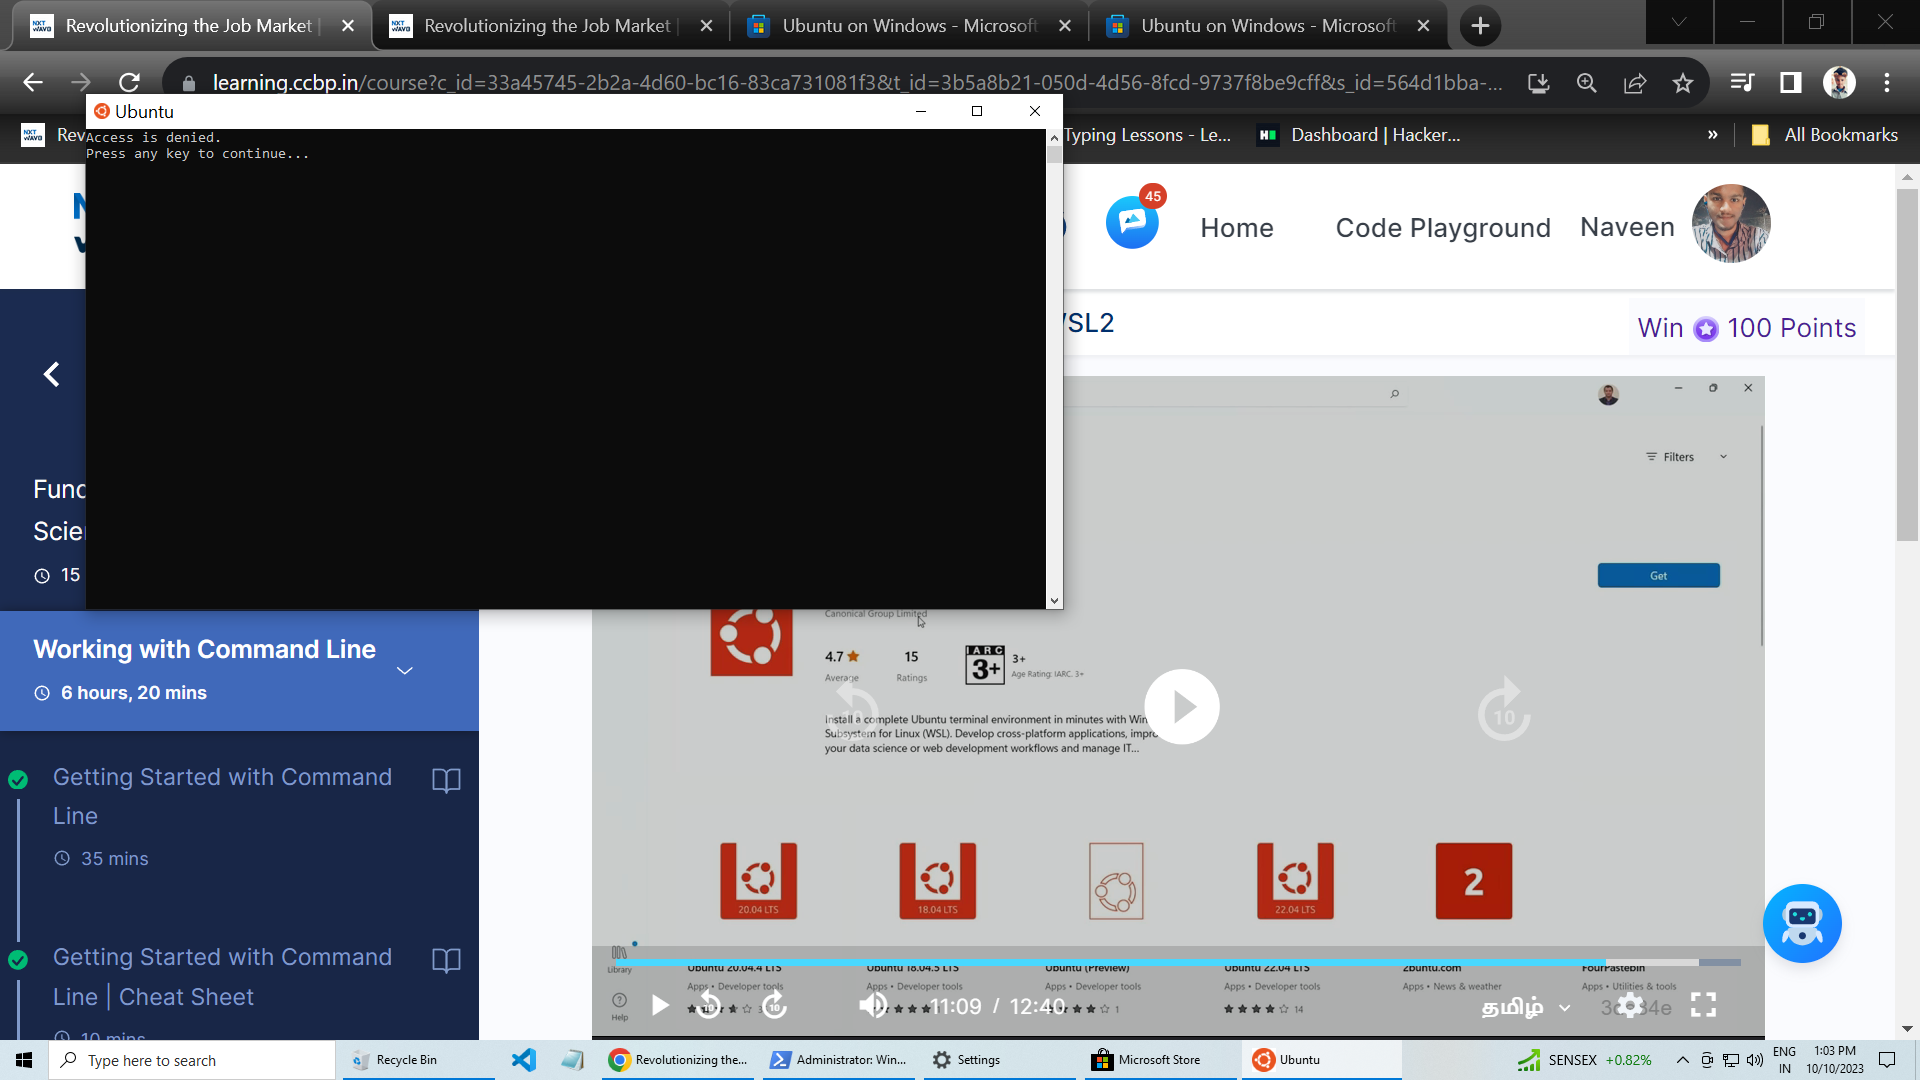 Revolutionizing the Job Market |
Revolutionizing the Job Market |
Ubuntu on Windows - Microsoft
Ubuntu on Windows - Microsoft
learning.ccbp.in/course?c_id=33a45745-2b2a-4d60-bc16-83ca731081f3&t_id=3b5a8b21-050d-4d56-8fcd-9737f8be9cff&s_id=564d1bba-...
Ubuntu
NXT WAVE
Rev
Typing Lessons - Le...
Dashboard | Hacker...
»
All Bookmarks
Access is denied.
Press any key to continue...
45
Home
Code Playground
Naveen
WSL2
Win 100 Points
Fund
Scien
15
Working with Command Line
6 hours, 20 mins
Getting Started with Command
Line
35 mins
Getting Started with Command
Line | Cheat Sheet
10 mins
Filters
Get
Canonical Group Limited
4.7
Average
15
Ratings
IARC
3+
3+
Age Rating: IARC. 3+
Install a complete Ubuntu terminal environment in minutes with Win
Subsystem for Linux (WSL). Develop cross-platform applications, impro
your data science or web development workflows and manage IT...
10
10
20.04 LTS
18.04 LTS
22.04 LTS
2
Library
Ubuntu 20.04.4 LTS
Ubuntu 18.04.5 LTS
Ubuntu (Preview)
Ubuntu 22.04 LTS
2buntu.com
FourPastebin
Apps • Developer tools
Apps • Developer tools
Apps • Developer tools
Apps • Developer tools
Apps • News & weather
Apps • Utilities & tools
1
14
Help
10
10
11:09 / 12:40
தமிழ்
Type here to search
Recycle Bin
Revolutionizing the...
Administrator: Win...
Settings
Microsoft Store
Ubuntu
SENSEX +0.82%
ENG
IN
1:03 PM
10/10/2023